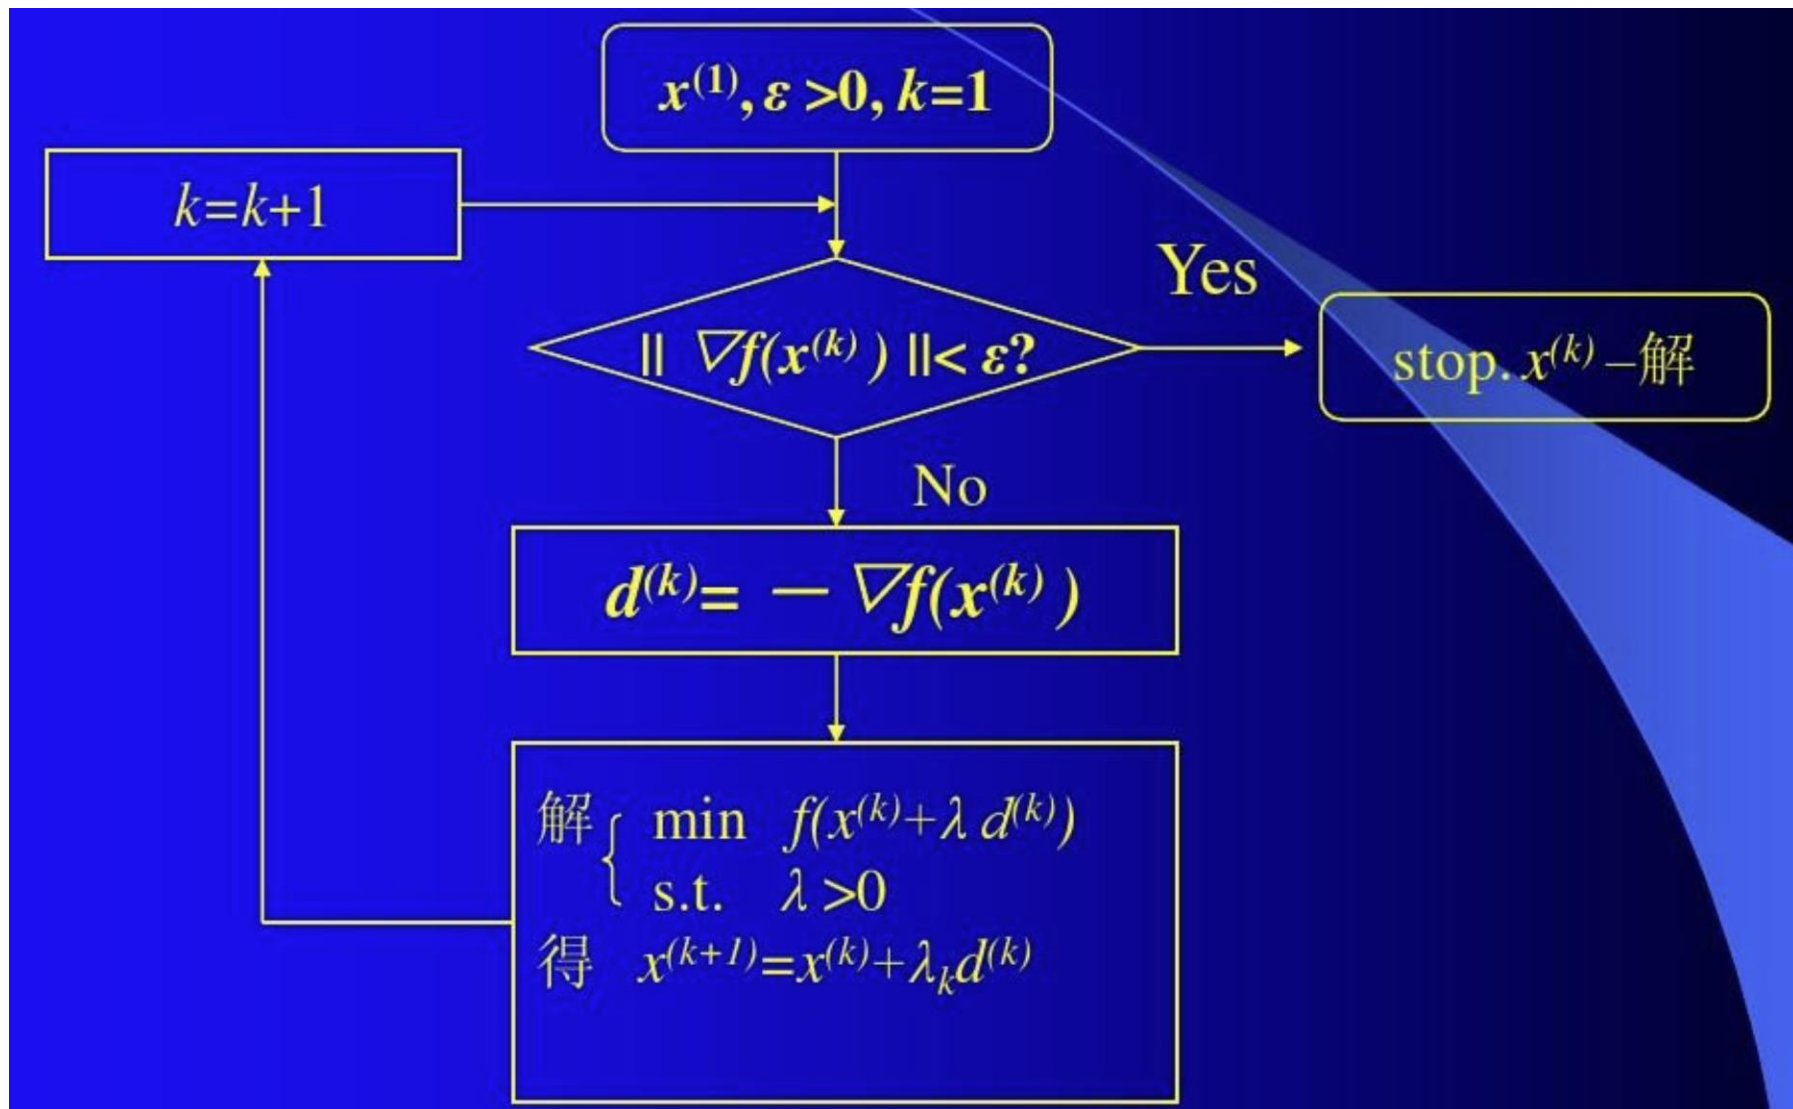 x⁽¹⁾, ε >0, k=1
k=k+1
|| ▽f(x⁽ᵏ⁾ ) ||< ε?
Yes
stop. x⁽ᵏ⁾ –解
No
d⁽ᵏ⁾= － ▽f(x⁽ᵏ⁾ )
解 { min f(x⁽ᵏ⁾+λ d⁽ᵏ⁾)
s.t. λ >0
得 x⁽ᵏ⁺¹⁾=x⁽ᵏ⁾+λₖd⁽ᵏ⁾